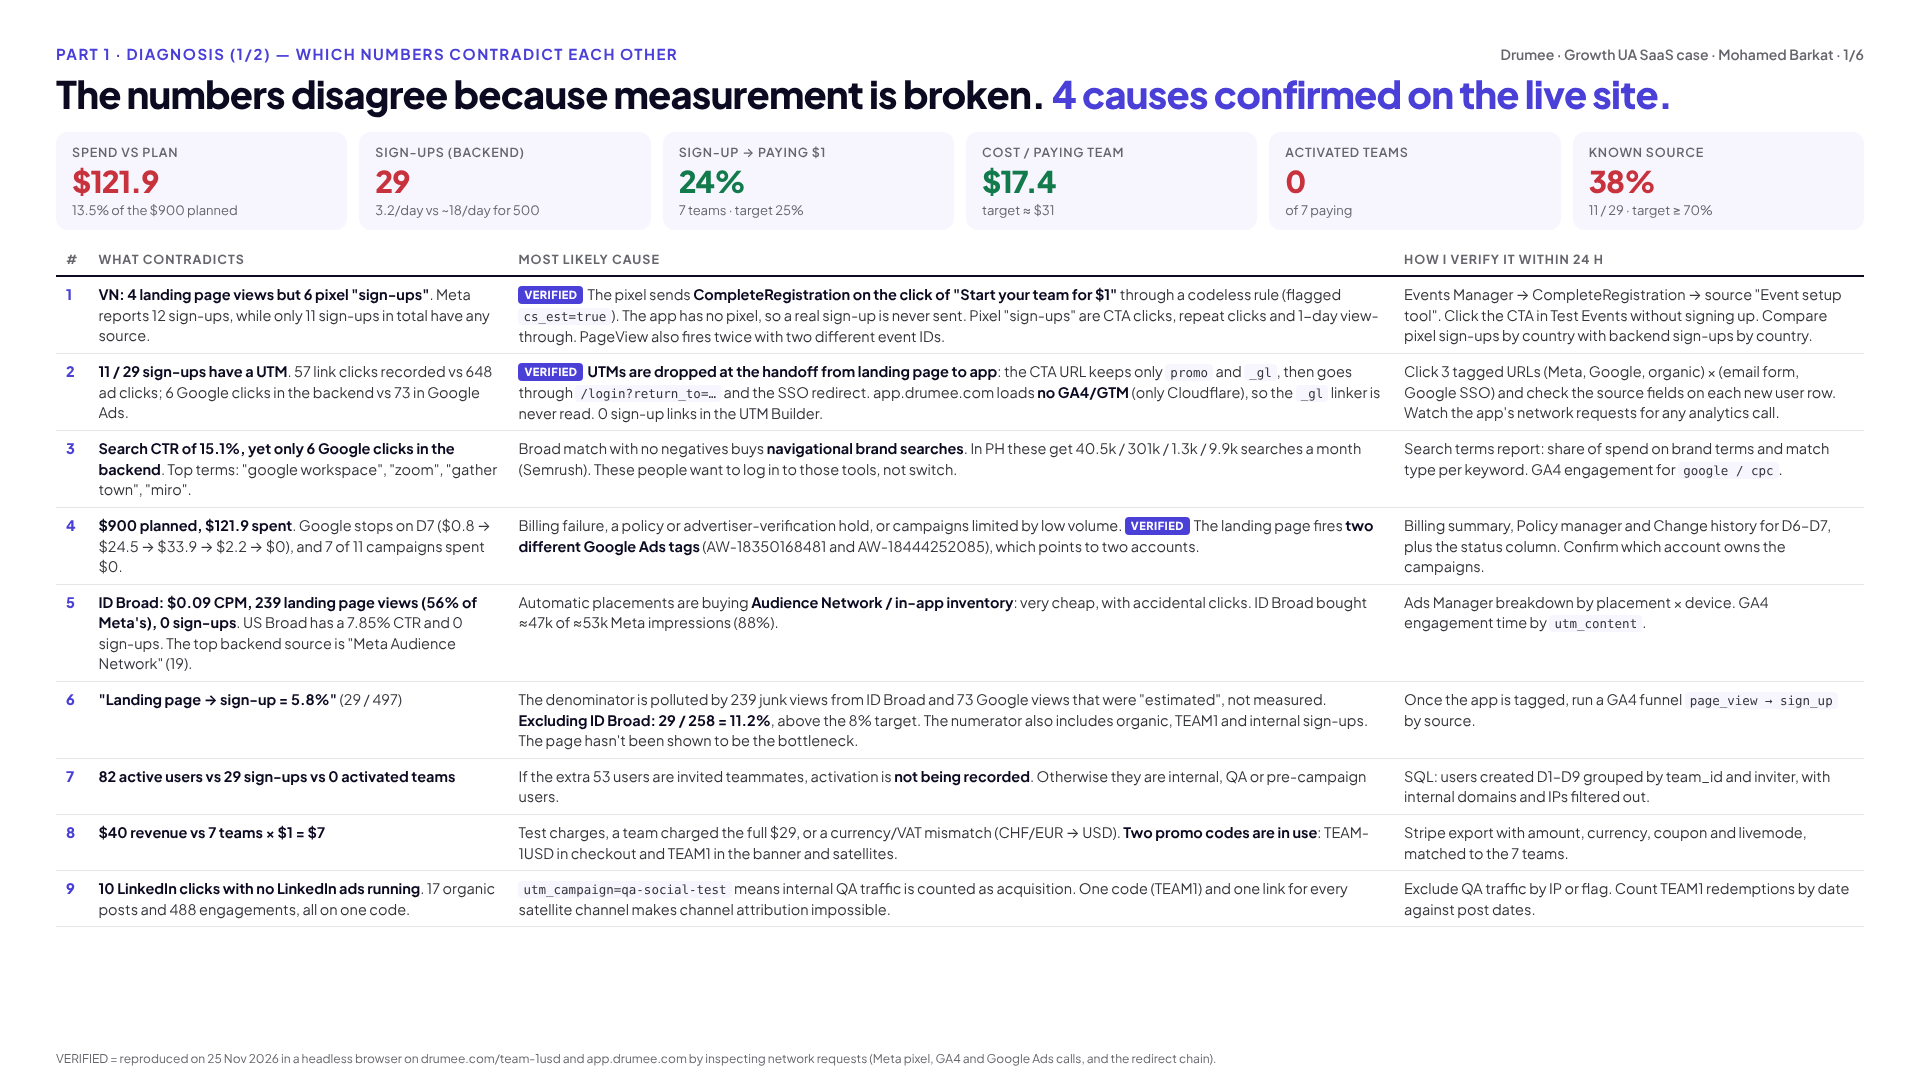 PART 1 · DIAGNOSIS (1/2) — WHICH NUMBERS CONTRADICT EACH OTHER
Drumee · Growth UA SaaS case · Mohamed Barkat · 1/6
The numbers disagree because measurement is broken. 4 causes confirmed on the live site.
SPEND VS PLAN
$121.9
13.5% of the $900 planned
SIGN-UPS (BACKEND)
29
3.2/day vs ~18/day for 500
SIGN-UP → PAYING $1
24%
7 teams · target 25%
COST / PAYING TEAM
$17.4
target ≈ $31
ACTIVATED TEAMS
0
of 7 paying
KNOWN SOURCE
38%
11 / 29 · target ≥ 70%
# WHAT CONTRADICTS MOST LIKELY CAUSE HOW I VERIFY IT WITHIN 24 H
1
VN: 4 landing page views but 6 pixel "sign-ups". Meta
reports 12 sign-ups, while only 11 sign-ups in total have any
source.
VERIFIED The pixel sends CompleteRegistration on the click of "Start your team for $1" through a codeless rule (flagged
cs_est=true ). The app has no pixel, so a real sign-up is never sent. Pixel "sign-ups" are CTA clicks, repeat clicks and 1–day view-
through. PageView also fires twice with two different event IDs.
Events Manager → CompleteRegistration → source "Event setup
tool". Click the CTA in Test Events without signing up. Compare
pixel sign-ups by country with backend sign-ups by country.
2
11 / 29 sign-ups have a UTM. 57 link clicks recorded vs 648
ad clicks; 6 Google clicks in the backend vs 73 in Google
Ads.
VERIFIED UTMs are dropped at the handoff from landing page to app: the CTA URL keeps only promo and _gl , then goes
through /login?return_to=… and the SSO redirect. app.drumee.com loads no GA4/GTM (only Cloudflare), so the _gl linker is
never read. 0 sign-up links in the UTM Builder.
Click 3 tagged URLs (Meta, Google, organic) × (email form,
Google SSO) and check the source fields on each new user row.
Watch the app's network requests for any analytics call.
3
Search CTR of 15.1%, yet only 6 Google clicks in the
backend. Top terms: "google workspace", "zoom", "gather
town", "miro".
Broad match with no negatives buys navigational brand searches. In PH these get 40.5k / 301k / 1.3k / 9.9k searches a month
(Semrush). These people want to log in to those tools, not switch.
Search terms report: share of spend on brand terms and match
type per keyword. GA4 engagement for google / cpc .
4
$900 planned, $121.9 spent. Google stops on D7 ($0.8 →
$24.5 → $33.9 → $2.2 → $0), and 7 of 11 campaigns spent
$0.
Billing failure, a policy or advertiser-verification hold, or campaigns limited by low volume. VERIFIED The landing page fires two
different Google Ads tags (AW-18350168481 and AW-18444252085), which points to two accounts.
Billing summary, Policy manager and Change history for D6–D7,
plus the status column. Confirm which account owns the
campaigns.
5
ID Broad: $0.09 CPM, 239 landing page views (56% of
Meta's), 0 sign-ups. US Broad has a 7.85% CTR and 0
sign-ups. The top backend source is "Meta Audience
Network" (19).
Automatic placements are buying Audience Network / in-app inventory: very cheap, with accidental clicks. ID Broad bought
≈47k of ≈53k Meta impressions (88%).
Ads Manager breakdown by placement × device. GA4
engagement time by utm_content .
6
"Landing page → sign-up = 5.8%" (29 / 497)
The denominator is polluted by 239 junk views from ID Broad and 73 Google views that were "estimated", not measured.
Excluding ID Broad: 29 / 258 = 11.2%, above the 8% target. The numerator also includes organic, TEAM1 and internal sign-ups.
The page hasn't been shown to be the bottleneck.
Once the app is tagged, run a GA4 funnel page_view → sign_up
by source.
7
82 active users vs 29 sign-ups vs 0 activated teams
If the extra 53 users are invited teammates, activation is not being recorded. Otherwise they are internal, QA or pre-campaign
users.
SQL: users created D1–D9 grouped by team_id and inviter, with
internal domains and IPs filtered out.
8
$40 revenue vs 7 teams × $1 = $7
Test charges, a team charged the full $29, or a currency/VAT mismatch (CHF/EUR → USD). Two promo codes are in use: TEAM-
1USD in checkout and TEAM1 in the banner and satellites.
Stripe export with amount, currency, coupon and livemode,
matched to the 7 teams.
9
10 LinkedIn clicks with no LinkedIn ads running. 17 organic
posts and 488 engagements, all on one code.
utm_campaign=qa-social-test means internal QA traffic is counted as acquisition. One code (TEAM1) and one link for every
satellite channel makes channel attribution impossible.
Exclude QA traffic by IP or flag. Count TEAM1 redemptions by date
against post dates.
VERIFIED = reproduced on 25 Nov 2026 in a headless browser on drumee.com/team-1usd and app.drumee.com by inspecting network requests (Meta pixel, GA4 and Google Ads calls, and the redirect chain).